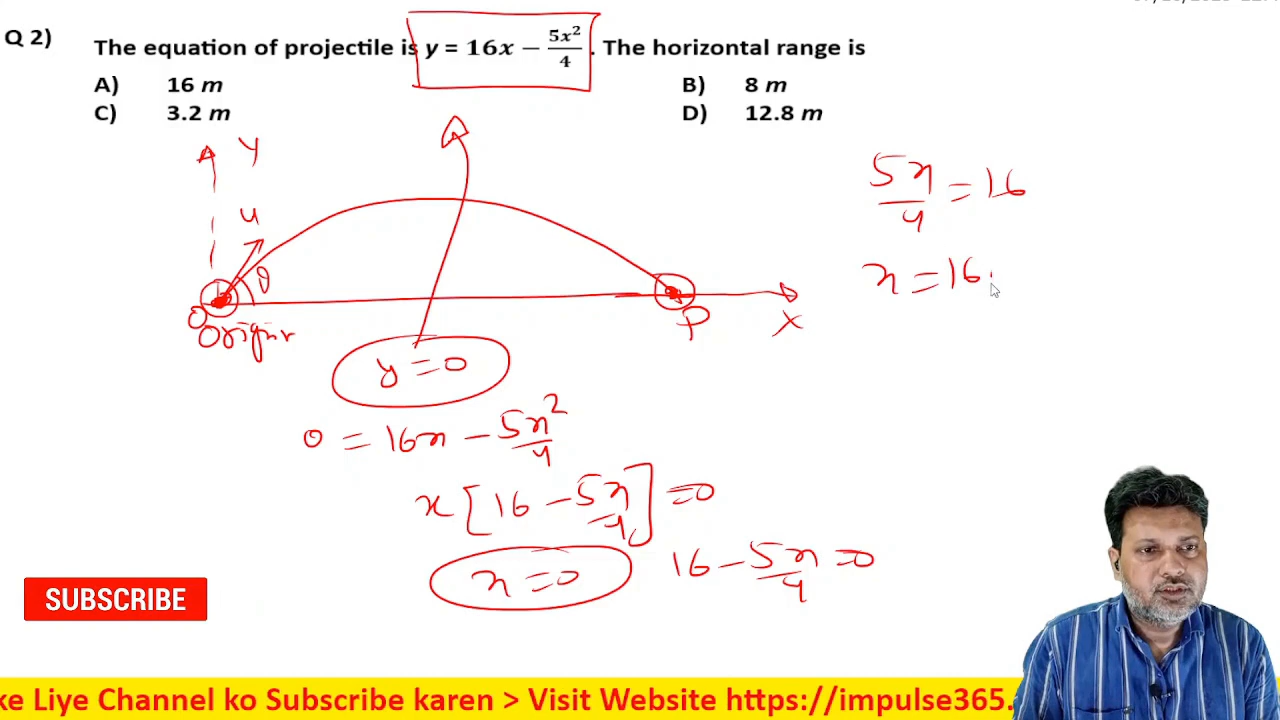 Q 2) The equation of projectile is y = 16x − 5x²/4 . The horizontal range is
A) 16 m B) 8 m
C) 3.2 m D) 12.8 m
y
u
θ
O
Origin
P
X
y = 0
0 = 16x − 5x²/4
x [ 16 − 5x/4 ] = 0
x = 0
16 − 5x/4 = 0
5x/4 = 16
x = 16
SUBSCRIBE
ke Liye Channel ko Subscribe karen > Visit Website https://impulse365.